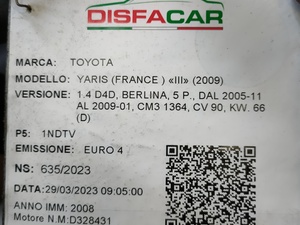 DISFACAR
MARCA: TOYOTA
MODELLO: YARIS (FRANCE ) «III» (2009)
VERSIONE: 1.4 D4D, BERLINA, 5 P., DAL 2005-11
AL 2009-01, CM3 1364, CV 90, KW. 66
(D)
P5: 1NDTV
EMISSIONE: EURO 4
NS: 635/2023
DATA:29/03/2023 09:05:00
ANNO IMM: 2008
Motore N.M:D328431